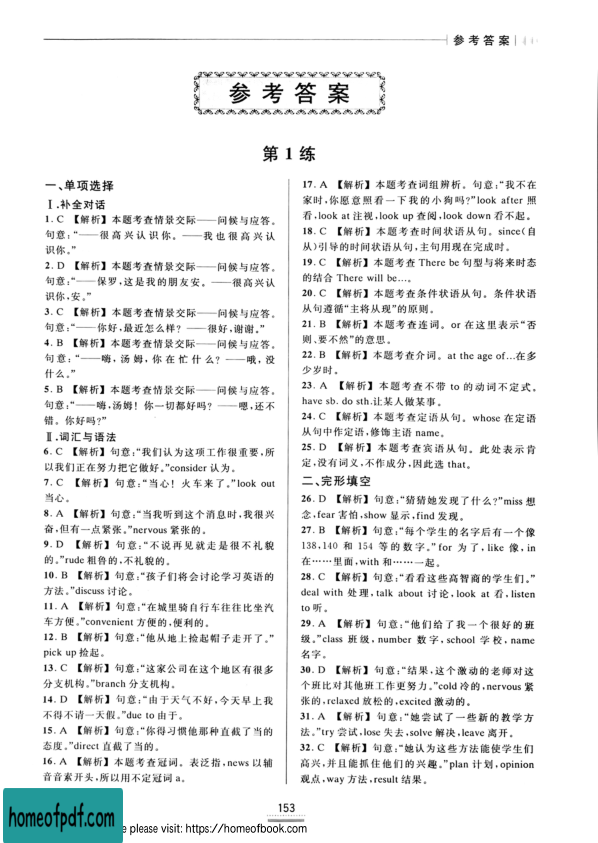 参考答案
参考答案
第1练
一、单项选择
Ⅰ.补全对话
1. C 【解析】本题考查情景交际——问候与应答。
句意:“——很高兴认识你。——我也很高兴认
识你。”
2. D 【解析】本题考查情景交际——问候与应答。
句意:“——保罗,这是我的朋友安。——很高兴认
识你,安。”
3. C 【解析】本题考查情景交际——问候与应答。
句意:“——你好,最近怎么样? ——很好,谢谢。”
4. B 【解析】本题考查情景交际——问候与应答。
句意:“——嗨,汤姆,你在忙什么? ——哦,没
什么。”
5. B 【解析】本题考查情景交际——问候与应答。
句意:“——嗨,汤姆! 你一切都好吗? ——嗯,还不
错。你好吗?”
Ⅱ.词汇与语法
6. C 【解析】句意:“我们认为这项工作很重要,所
以我们正在努力把它做好。”consider 认为。
7. C 【解析】句意:“当心! 火车来了。”look out
当心。
8. A 【解析】句意:“当我听到这个消息时,我很兴
奋,但有一点紧张。”nervous 紧张的。
9. D 【解析】句意:“不说再见就走是很不礼貌
的。”rude 粗鲁的,不礼貌的。
10. B 【解析】句意:“孩子们将会讨论学习英语的
方法。”discuss 讨论。
11. A 【解析】句意:“在城里骑自行车往往比坐汽
车方便。”convenient 方便的,便利的。
12. B 【解析】句意:“他从地上捡起帽子走开了。”
pick up 捡起。
13. C 【解析】句意:“这家公司在这个地区有很多
分支机构。”branch 分支机构。
14. D 【解析】句意:“由于天气不好,今天早上我
不得不请一天假。”due to 由于。
15. A 【解析】句意:“你得习惯他那种直截了当的
态度。”direct 直截了当的。
16. A 【解析】本题考查冠词。表泛指,news 以辅
音音素开头,所以用不定冠词 a。
17. A 【解析】本题考查词组辨析。句意:“我不在
家时,你愿意照看一下我的小狗吗?”look after 照
看,look at 注视,look up 查阅,look down 看不起。
18. C 【解析】本题考查时间状语从句。since(自
从)引导的时间状语从句,主句用现在完成时。
19. C 【解析】本题考查 There be 句型与将来时态
的结合 There will be…。
20. C 【解析】本题考查条件状语从句。条件状语
从句遵循“主将从现”的原则。
21. B 【解析】本题考查连词。or 在这里表示“否
则、要不然”的意思。
22. B 【解析】本题考查介词。at the age of…在多
少岁时。
23. A 【解析】本题考查不带 to 的动词不定式。
have sb. do sth.让某人做某事。
24. C 【解析】本题考查定语从句。whose 在定语
从句中作定语,修饰主语 name。
25. D 【解析】本题考查宾语从句。此处表示肯
定,没有词义,不作成分,因此选 that。
二、完形填空
26. D 【解析】句意:“猜猜她发现了什么?”miss 想
念,fear 害怕,show 显示,find 发现。
27. B 【解析】句意:“每个学生的名字后有一个像
138,140 和 154 等的数字。”for 为了,like 像,in
在……里面,with 和……一起。
28. C 【解析】句意:“看看这些高智商的学生们。”
deal with 处理,talk about 讨论,look at 看,listen
to 听。
29. A 【解析】句意:“他们给了我一个很好的班
级。”class 班级,number 数字,school 学校,name
名字。
30. D 【解析】句意:“结果,这个激动的老师对这
个班比对其他班工作更努力。”cold 冷的,nervous 紧
张的,relaxed 放松的,excited 激动的。
31. A 【解析】句意:“她尝试了一些新的教学方
法。”try 尝试,lose 失去,solve 解决,leave 离开。
32. C 【解析】句意:“她认为这些方法能使学生们
高兴,并且能抓住他们的兴趣。”plan 计划,opinion
观点,way 方法,result 结果。
153
homeofpdf.com
e please visit: https://homeofbook.com